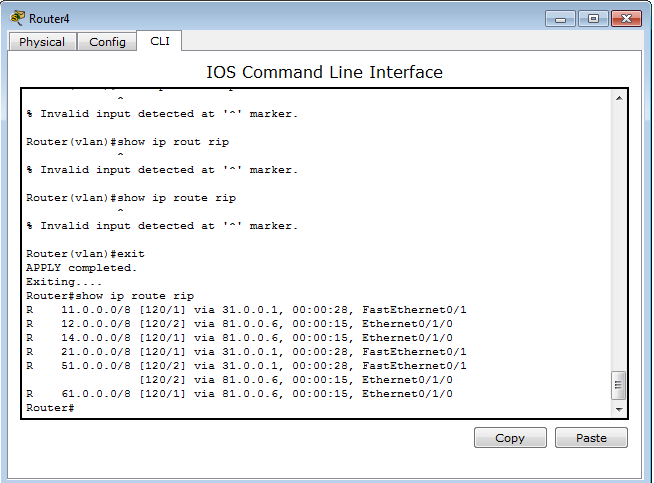 Router4
Physical Config CLI
IOS Command Line Interface
^
% Invalid input detected at '^' marker.
Router(vlan)#show ip rout rip
^
% Invalid input detected at '^' marker.
Router(vlan)#show ip route rip
^
% Invalid input detected at '^' marker.
Router(vlan)#exit
APPLY completed.
Exiting....
Router#show ip route rip
R    11.0.0.0/8 [120/1] via 31.0.0.1, 00:00:28, FastEthernet0/1
R    12.0.0.0/8 [120/2] via 81.0.0.6, 00:00:15, Ethernet0/1/0
R    14.0.0.0/8 [120/1] via 81.0.0.6, 00:00:15, Ethernet0/1/0
R    21.0.0.0/8 [120/1] via 31.0.0.1, 00:00:28, FastEthernet0/1
R    51.0.0.0/8 [120/2] via 31.0.0.1, 00:00:28, FastEthernet0/1
                [120/2] via 81.0.0.6, 00:00:15, Ethernet0/1/0
R    61.0.0.0/8 [120/1] via 81.0.0.6, 00:00:15, Ethernet0/1/0
Router#
Copy Paste